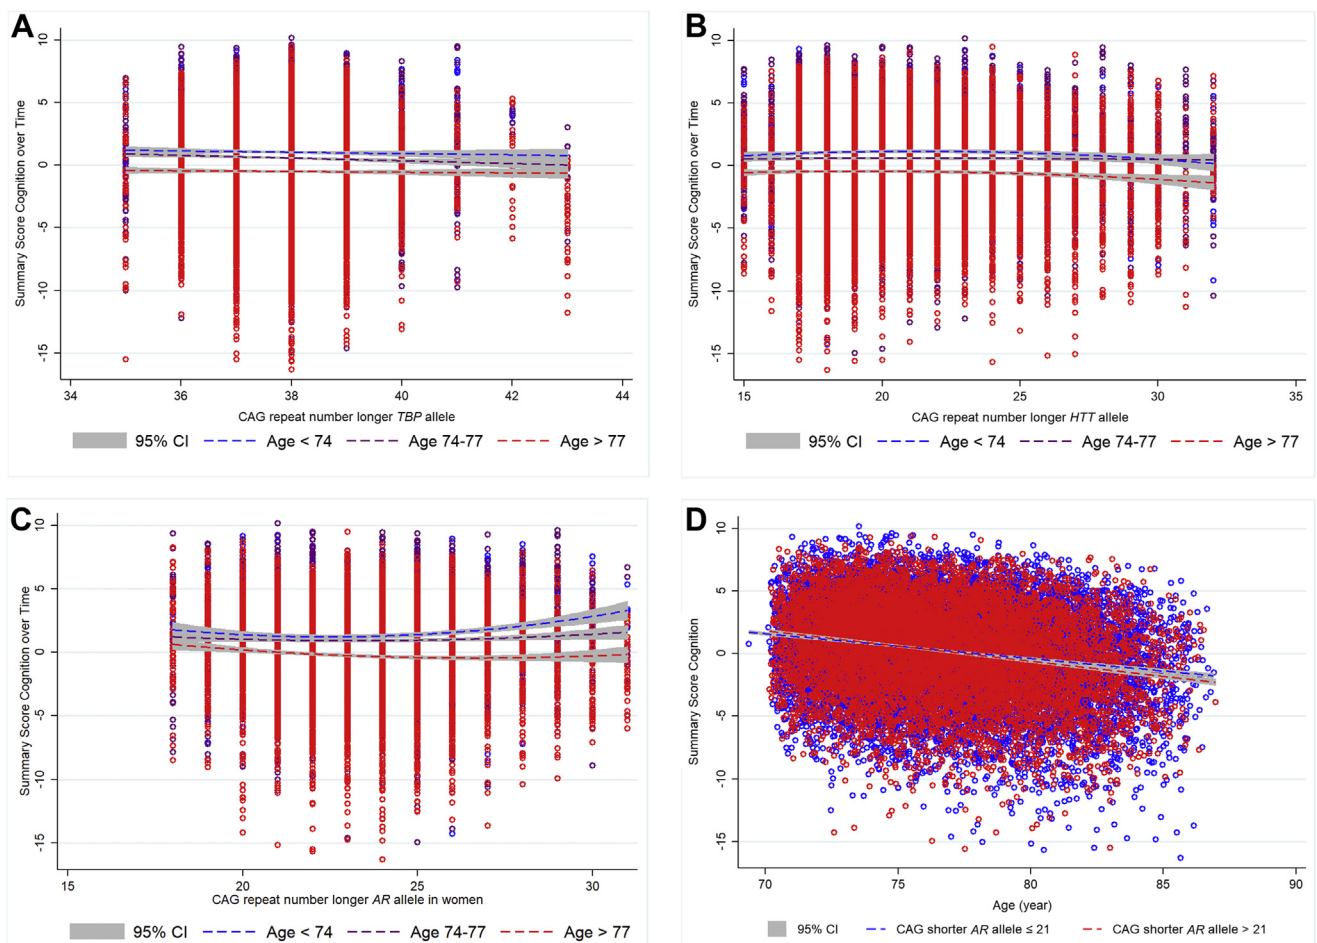 A
Summary Score Cognition over Time
10
5
0
-5
-10
-15
34
36
38
40
42
44
CAG repeat number longer TBP allele
95% CI
Age < 74
Age 74-77
Age > 77
B
Summary Score Cognition over Time
10
5
0
-5
-10
-15
15
20
25
30
35
CAG repeat number longer HTT allele
95% CI
Age < 74
Age 74-77
Age > 77
C
Summary Score Cognition over Time
10
5
0
-5
-10
-15
15
20
25
30
CAG repeat number longer AR allele in women
95% CI
Age < 74
Age 74-77
Age > 77
D
Summary Score Cognition
10
5
0
-5
-10
-15
70
75
80
85
90
Age (year)
95% CI
CAG shorter AR allele ≤ 21
CAG shorter AR allele > 21